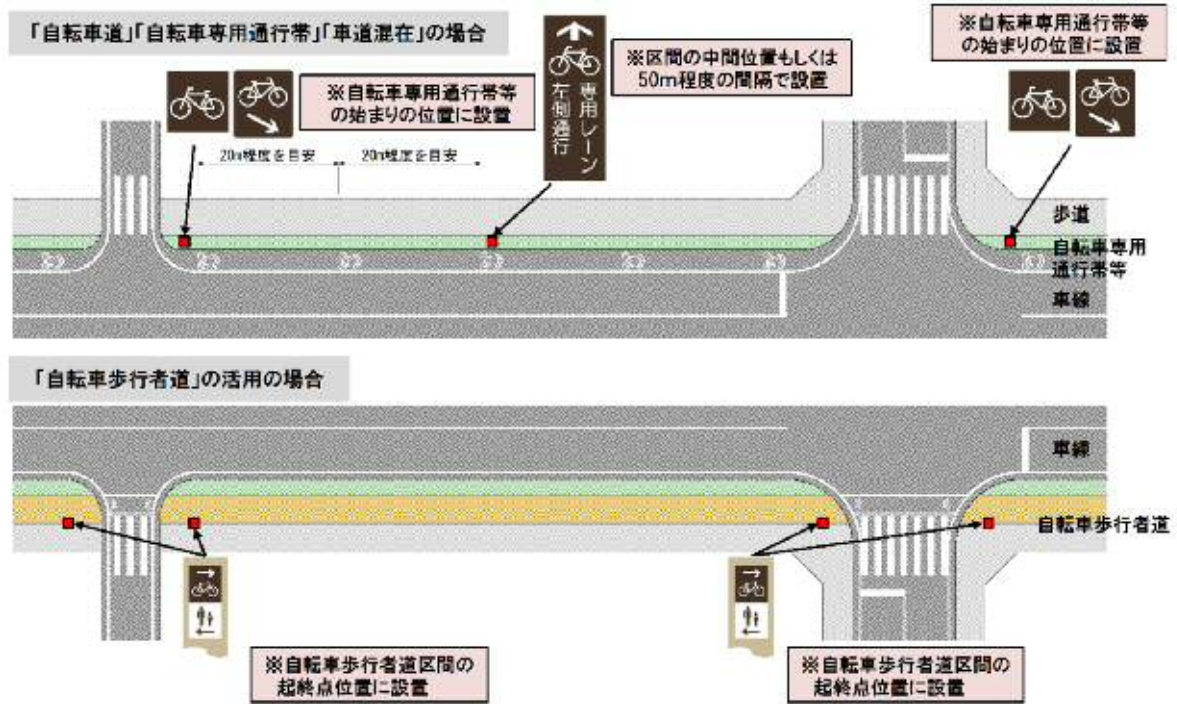 「自転車道」「自転車専用通行帯」「車道混在」の場合
※自転車専用通行帯等
の始まりの位置に設置
専用レーン
左側通行
※区間の中間位置もしくは
50m程度の間隔で設置
※自転車専用通行帯等
の始まりの位置に設置
20m程度を目安
20m程度を目安
歩道
自転車専用
通行帯等
車線
「自転車歩行者道」の活用の場合
車線
自転車歩行者道
※自転車歩行者道区間の
起終点位置に設置
※自転車歩行者道区間の
起終点位置に設置